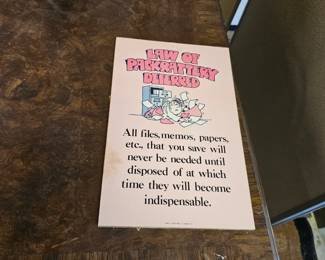 LAW OF
PACKRATTERY
DEFERRED
All files, memos, papers,
etc., that you save will
never be needed until
disposed of at which
time they will become
indispensable.